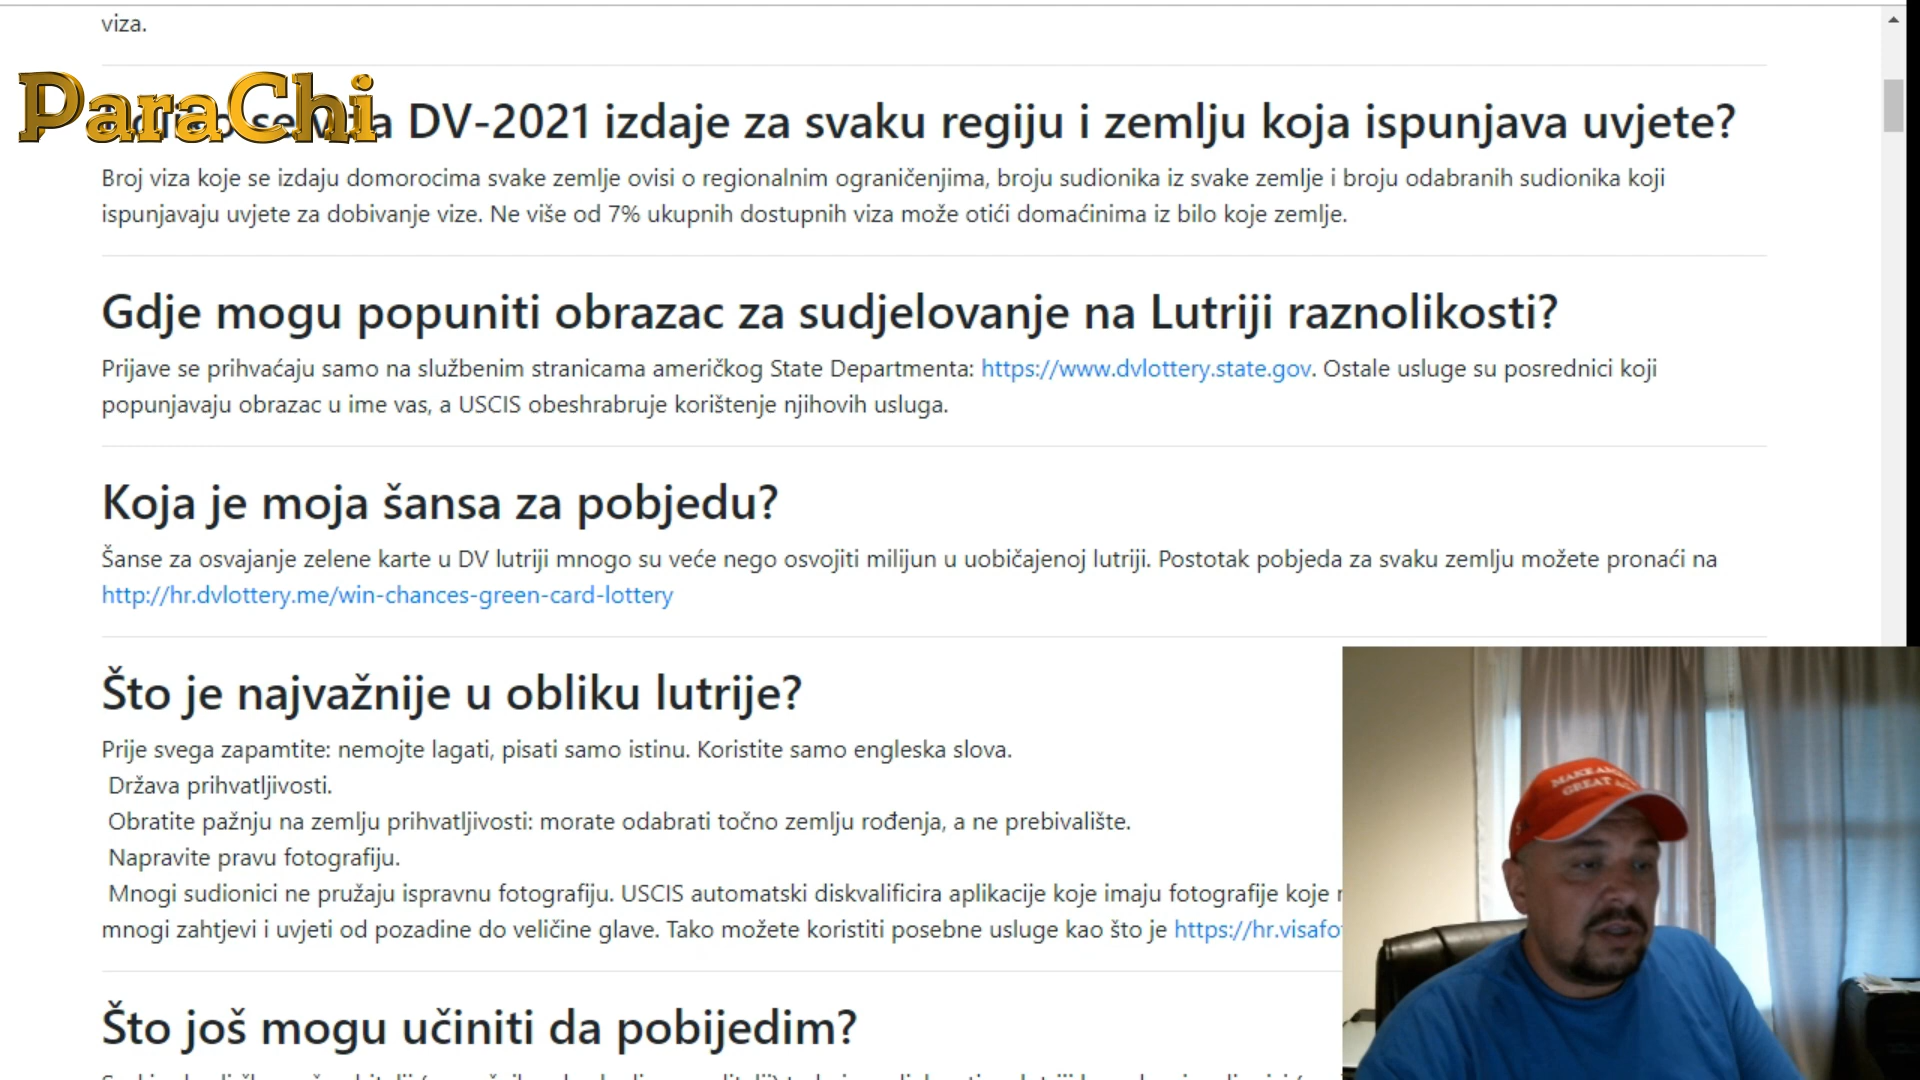 viza.
ParaChi
DV-2021 izdaje za svaku regiju i zemlju koja ispunjava uvjete?
Broj viza koje se izdaju domorocima svake zemlje ovisi o regionalnim ograničenjima, broju sudionika iz svake zemlje i broju odabranih sudionika koji
ispunjavaju uvjete za dobivanje vize. Ne više od 7% ukupnih dostupnih viza može otići domaćinima iz bilo koje zemlje.
Gdje mogu popuniti obrazac za sudjelovanje na Lutriji raznolikosti?
Prijave se prihvaćaju samo na službenim stranicama američkog State Departmenta: https://www.dvlottery.state.gov. Ostale usluge su posrednici koji
popunjavaju obrazac u ime vas, a USCIS obeshrabruje korištenje njihovih usluga.
Koja je moja šansa za pobjedu?
Šanse za osvajanje zelene karte u DV lutriji mnogo su veće nego osvojiti milijun u uobičajenoj lutriji. Postotak pobjeda za svaku zemlju možete pronaći na
http://hr.dvlottery.me/win-chances-green-card-lottery
Što je najvažnije u obliku lutrije?
Prije svega zapamtite: nemojte lagati, pisati samo istinu. Koristite samo engleska slova.
Država prihvatljivosti.
Obratite pažnju na zemlju prihvatljivosti: morate odabrati točno zemlju rođenja, a ne prebivalište.
Napravite pravu fotografiju.
Mnogi sudionici ne pružaju ispravnu fotografiju. USCIS automatski diskvalificira aplikacije koje imaju fotografije koje
mnogi zahtjevi i uvjeti od pozadine do veličine glave. Tako možete koristiti posebne usluge kao što je https://hr.visafo
Što još mogu učiniti da pobijedim?
MAKE
GREAT